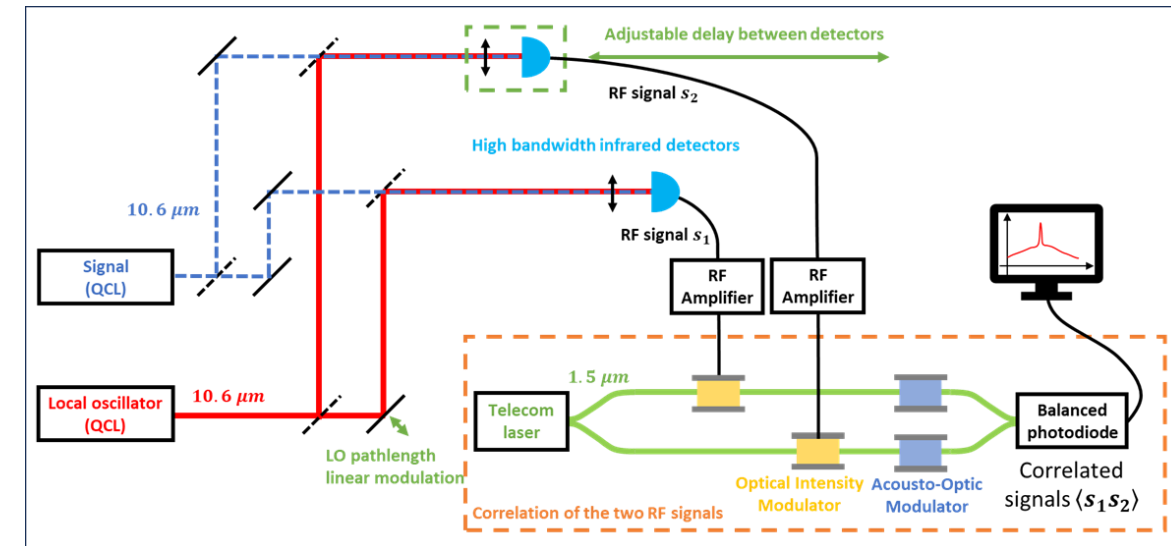 Adjustable delay between detectors
RF signal s₂
High bandwidth infrared detectors
10.6 μm
RF signal s₁
Signal
(QCL)
RF
Amplifier
RF
Amplifier
Local oscillator
(QCL)
10.6 μm
1.5 μm
Telecom
laser
Balanced
photodiode
LO pathlength
linear modulation
Optical Intensity
Modulator
Acousto-Optic
Modulator
Correlated
signals ⟨s₁s₂⟩
Correlation of the two RF signals